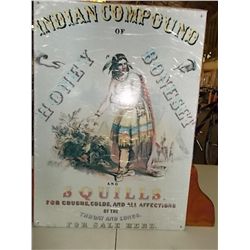 INDIAN COMPOUND
OF
HONEY
BONESET
AND
SQUILLS.
FOR COUGHS, COLDS, AND ALL AFFECTIONS
OF THE
THROAT AND LUNGS.
FOR SALE HERE.